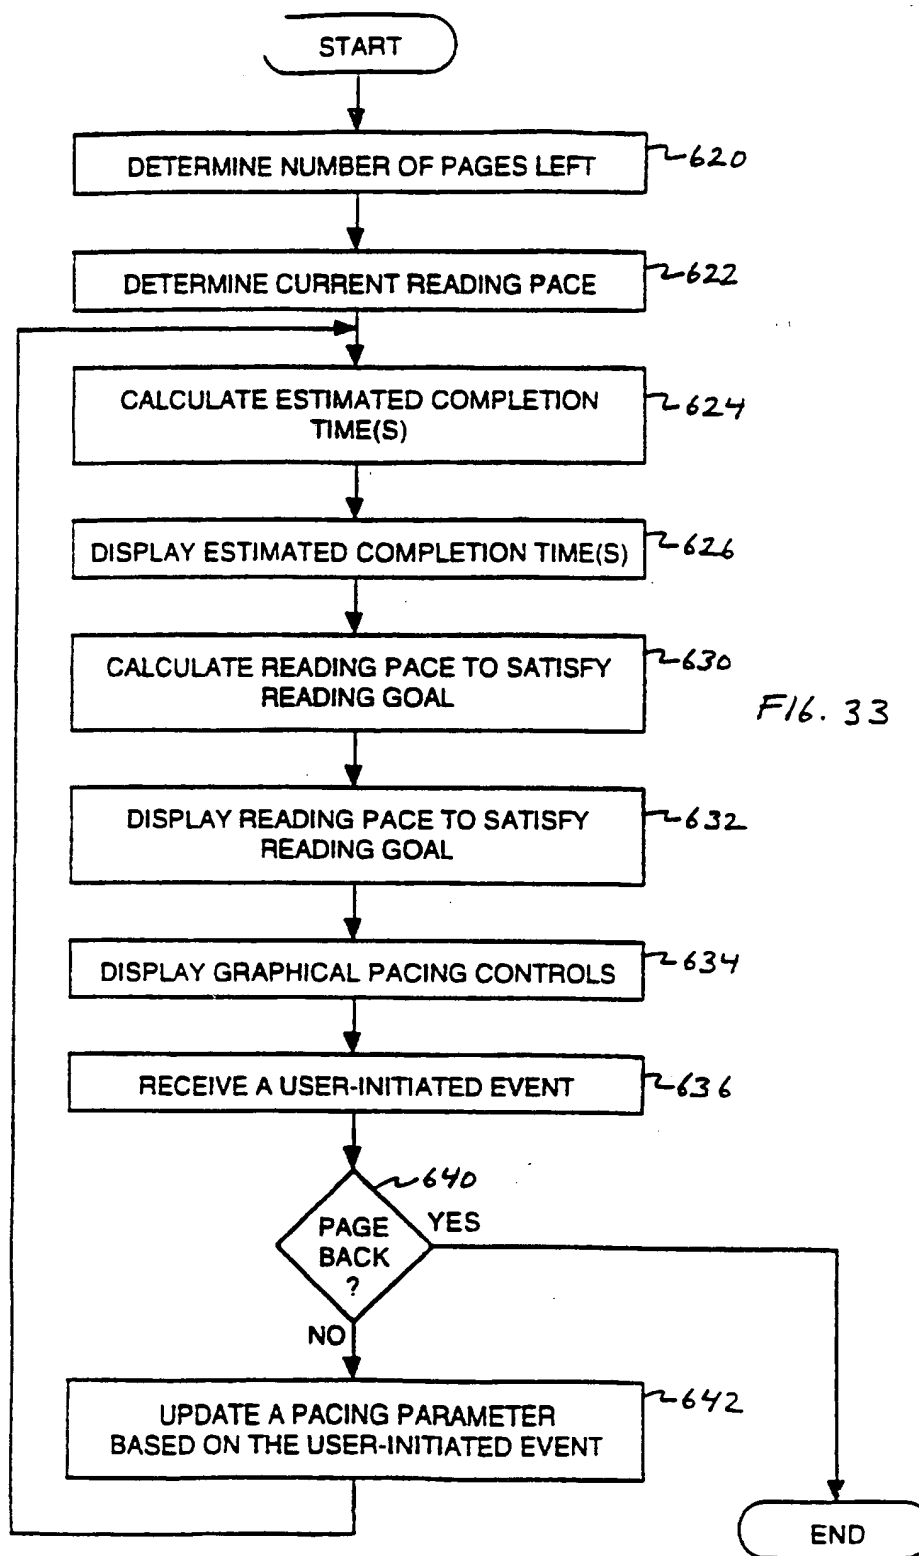 START
DETERMINE NUMBER OF PAGES LEFT
620
DETERMINE CURRENT READING PACE
622
CALCULATE ESTIMATED COMPLETION
TIME(S)
624
DISPLAY ESTIMATED COMPLETION TIME(S)
626
CALCULATE READING PACE TO SATISFY
READING GOAL
630
FIG. 33
DISPLAY READING PACE TO SATISFY
READING GOAL
632
DISPLAY GRAPHICAL PACING CONTROLS
634
RECEIVE A USER-INITIATED EVENT
636
640
PAGE
BACK
?
YES
NO
UPDATE A PACING PARAMETER
BASED ON THE USER-INITIATED EVENT
642
END